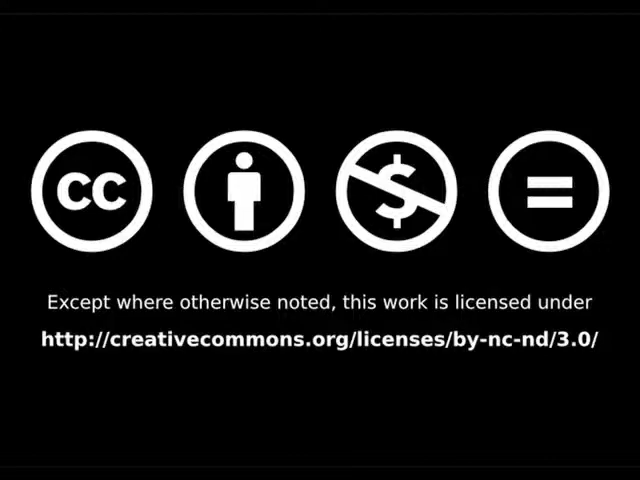 cc
Except where otherwise noted, this work is licensed under
http://creativecommons.org/licenses/by-nc-nd/3.0/